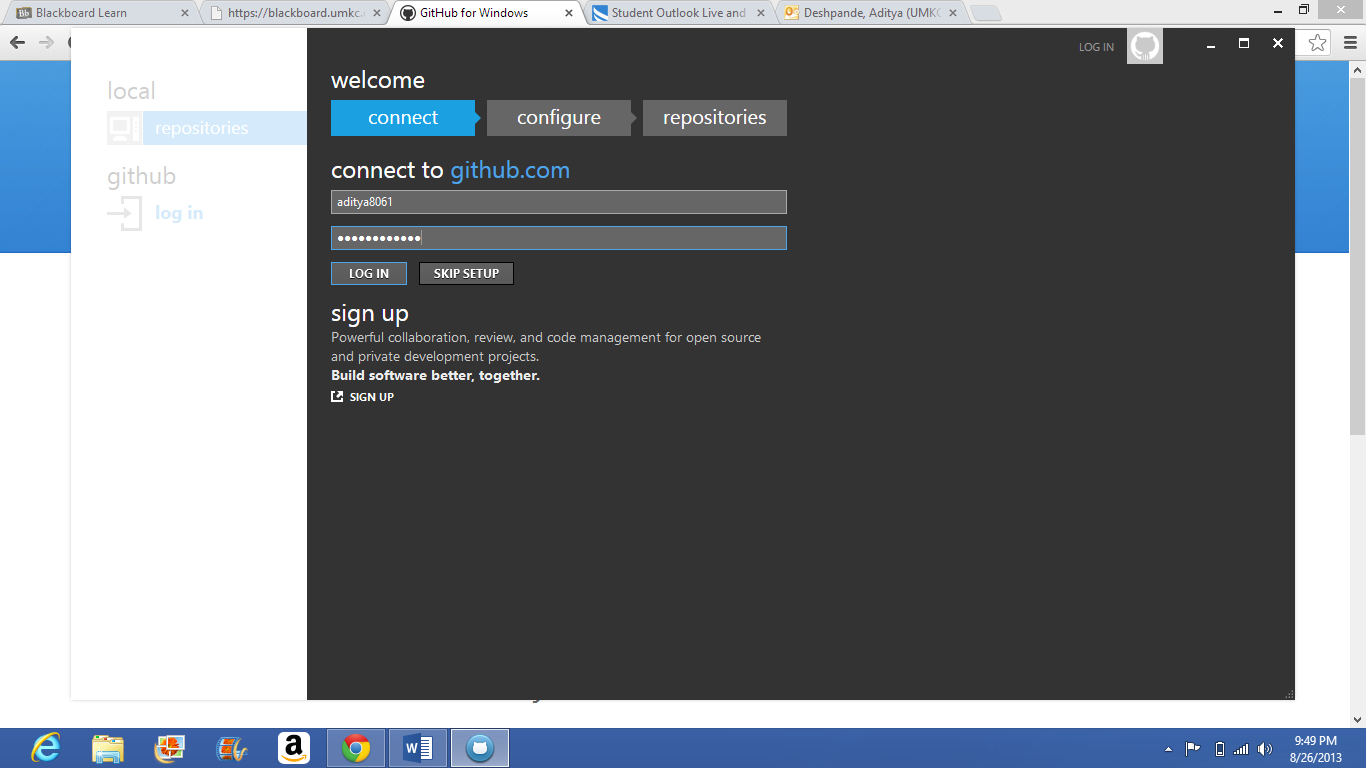 Blackboard Learn
https://blackboard.umkc.
GitHub for Windows
Student Outlook Live and
Deshpande, Aditya (UMKC
LOG IN
local
repositories
github
log in
welcome
connect
configure
repositories
connect to github.com
aditya8061
●●●●●●●●●●●●
LOG IN
SKIP SETUP
sign up
Powerful collaboration, review, and code management for open source
and private development projects.
Build software better, together.
SIGN UP
9:49 PM
8/26/2013